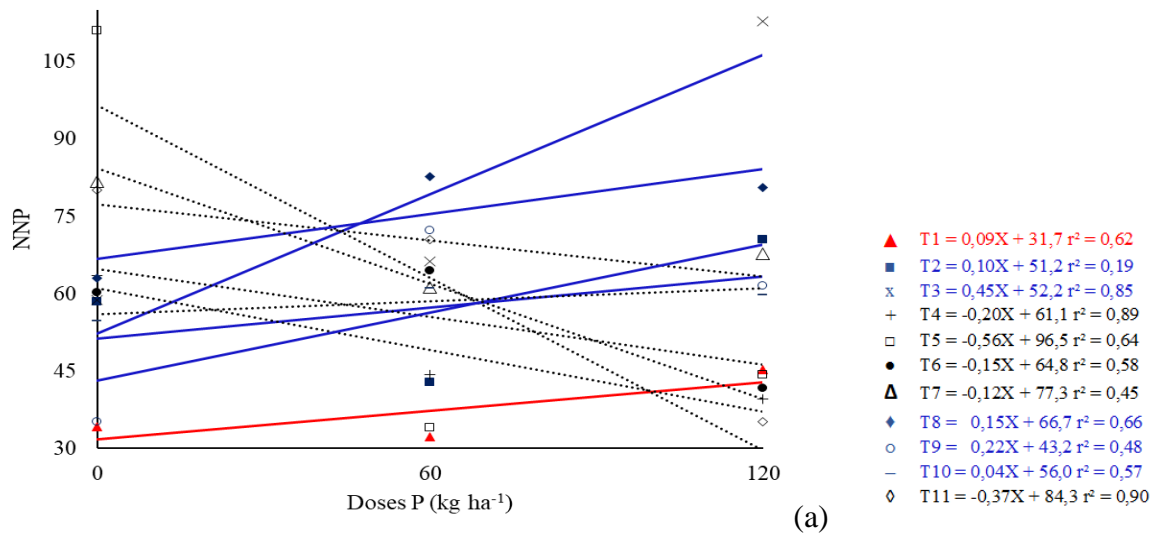 NNP
105
90
75
60
45
30
0
60
120
Doses P (kg ha⁻¹)
(a)
T1 = 0,09X + 31,7 r² = 0,62
T2 = 0,10X + 51,2 r² = 0,19
T3 = 0,45X + 52,2 r² = 0,85
T4 = -0,20X + 61,1 r² = 0,89
T5 = -0,56X + 96,5 r² = 0,64
T6 = -0,15X + 64,8 r² = 0,58
T7 = -0,12X + 77,3 r² = 0,45
T8 = 0,15X + 66,7 r² = 0,66
T9 = 0,22X + 43,2 r² = 0,48
T10 = 0,04X + 56,0 r² = 0,57
T11 = -0,37X + 84,3 r² = 0,90